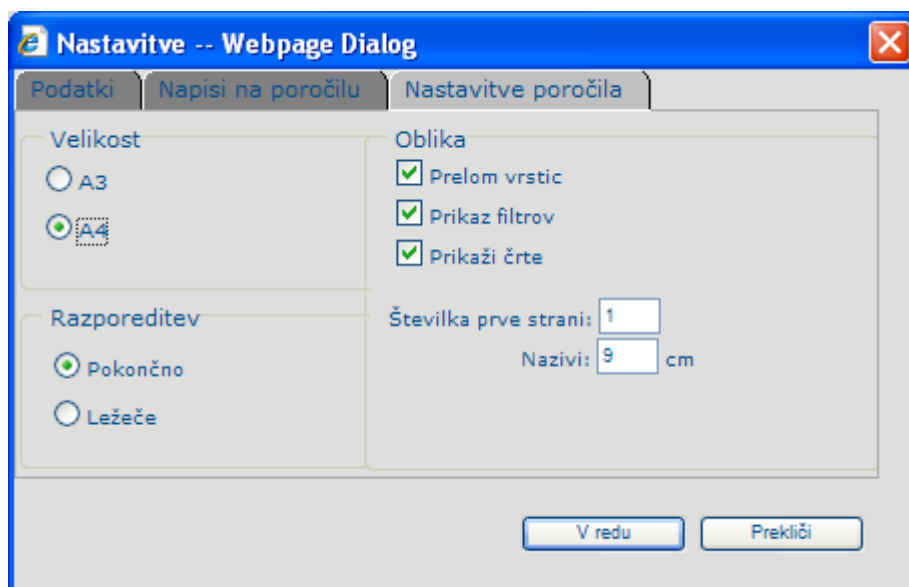 Nastavitve -- Webpage Dialog
Podatki Napisi na poročilu Nastavitve poročila
Velikost
A3
A4
Razporeditev
Pokončno
Ležeče
Oblika
Prelom vrstic
Prikaz filtrov
Prikaži črte
Številka prve strani: 1
Nazivi: 9 cm
V redu Prekliči